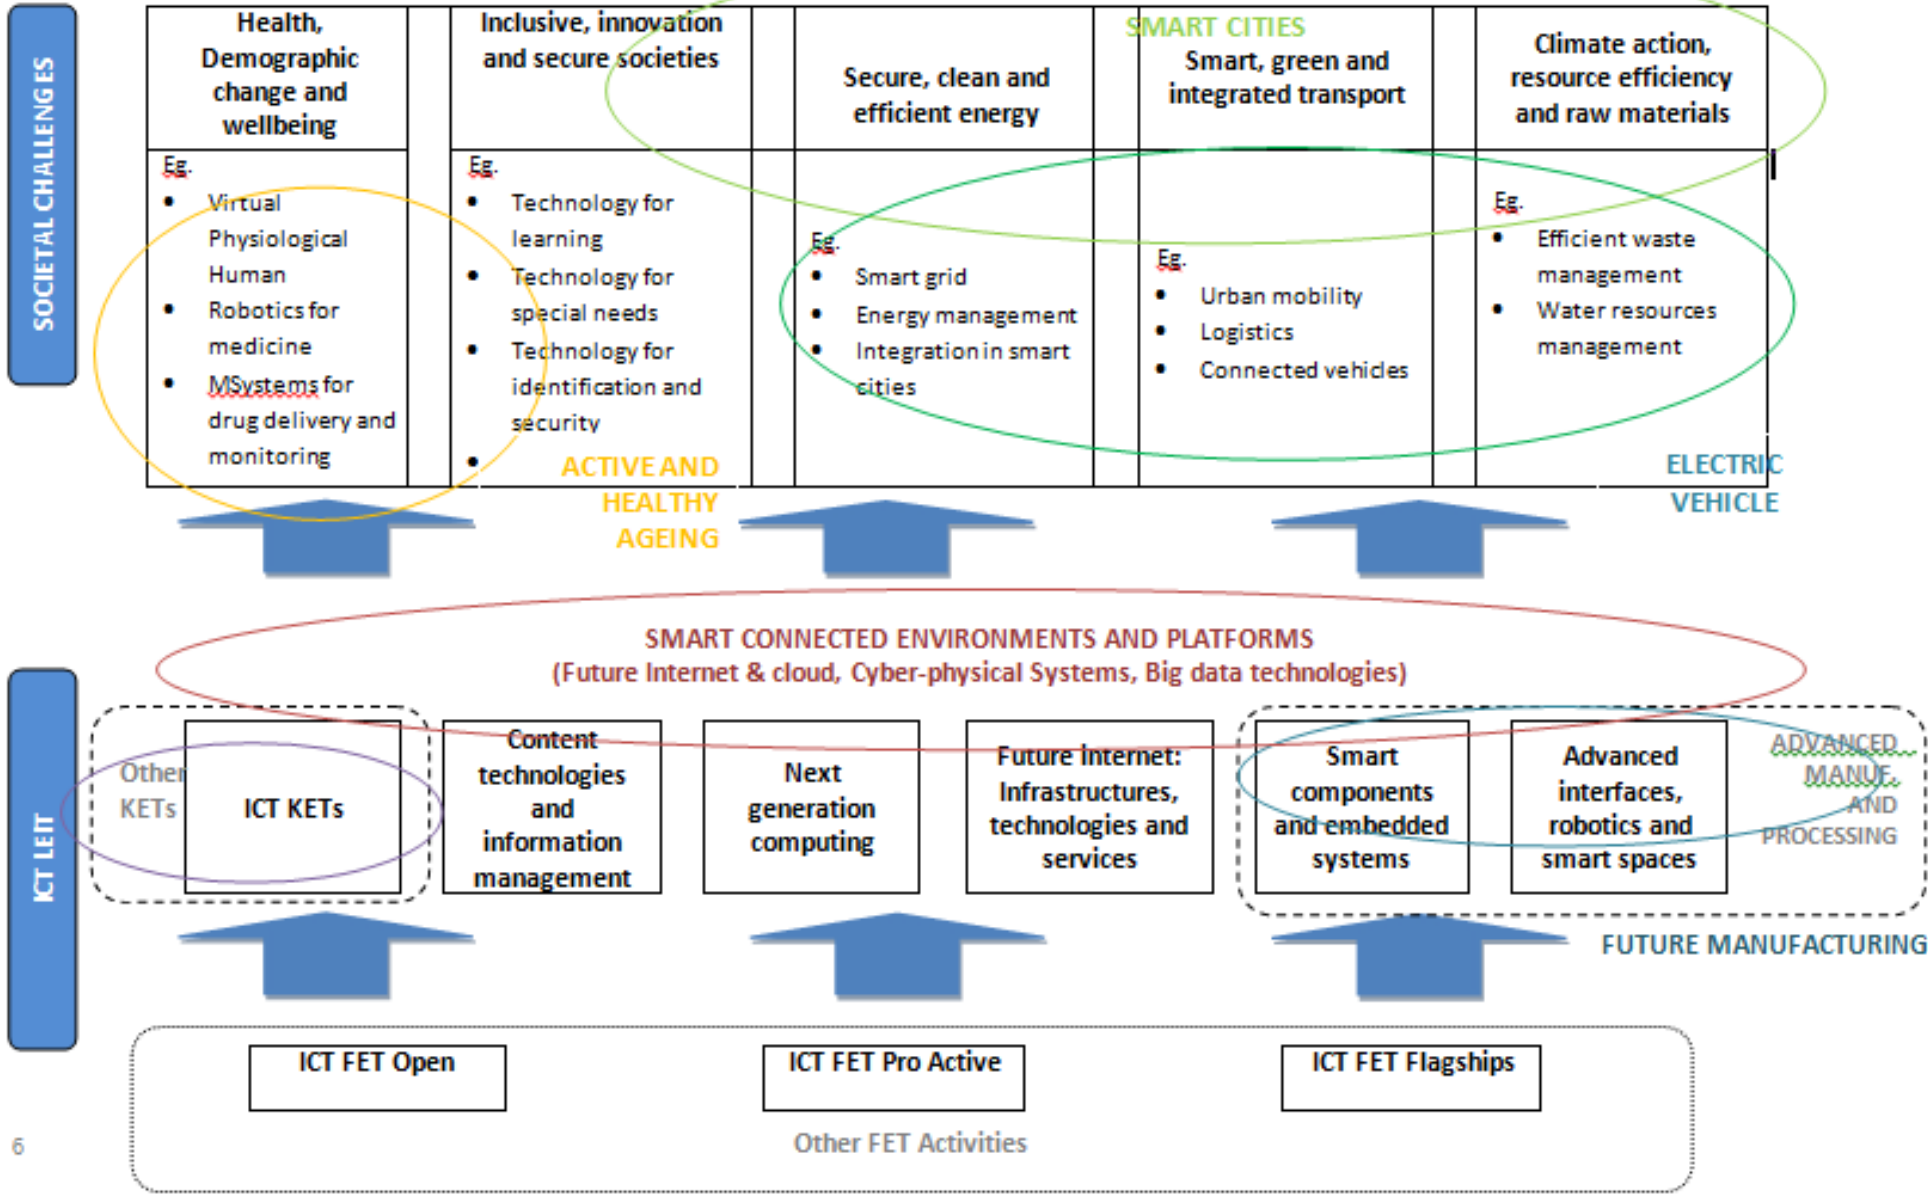 SOCIETAL CHALLENGES
Health,
Demographic
change and
wellbeing
Eg.
• Virtual
Physiological
Human
• Robotics for
medicine
• MSystems for
drug delivery and
monitoring
Inclusive, innovation
and secure societies
Eg.
• Technology for
learning
• Technology for
special needs
• Technology for
identification and
security
•
ACTIVE AND
HEALTHY
AGEING
Secure, clean and
efficient energy
Eg.
• Smart grid
• Energy management
• Integration in smart
cities
SMART CITIES
Smart, green and
integrated transport
Eg.
• Urban mobility
• Logistics
• Connected vehicles
Climate action,
resource efficiency
and raw materials
Eg.
• Efficient waste
management
• Water resources
management
ELECTRIC
VEHICLE
SMART CONNECTED ENVIRONMENTS AND PLATFORMS
(Future Internet & cloud, Cyber-physical Systems, Big data technologies)
ICT LEIT
Other
KETs
ICT KETs
Content
technologies
and
information
management
Next
generation
computing
Future Internet:
Infrastructures,
technologies and
services
Smart
components
and embedded
systems
Advanced
interfaces,
robotics and
smart spaces
ADVANCED
MANUF.
AND
PROCESSING
FUTURE MANUFACTURING
ICT FET Open
ICT FET Pro Active
ICT FET Flagships
Other FET Activities
6